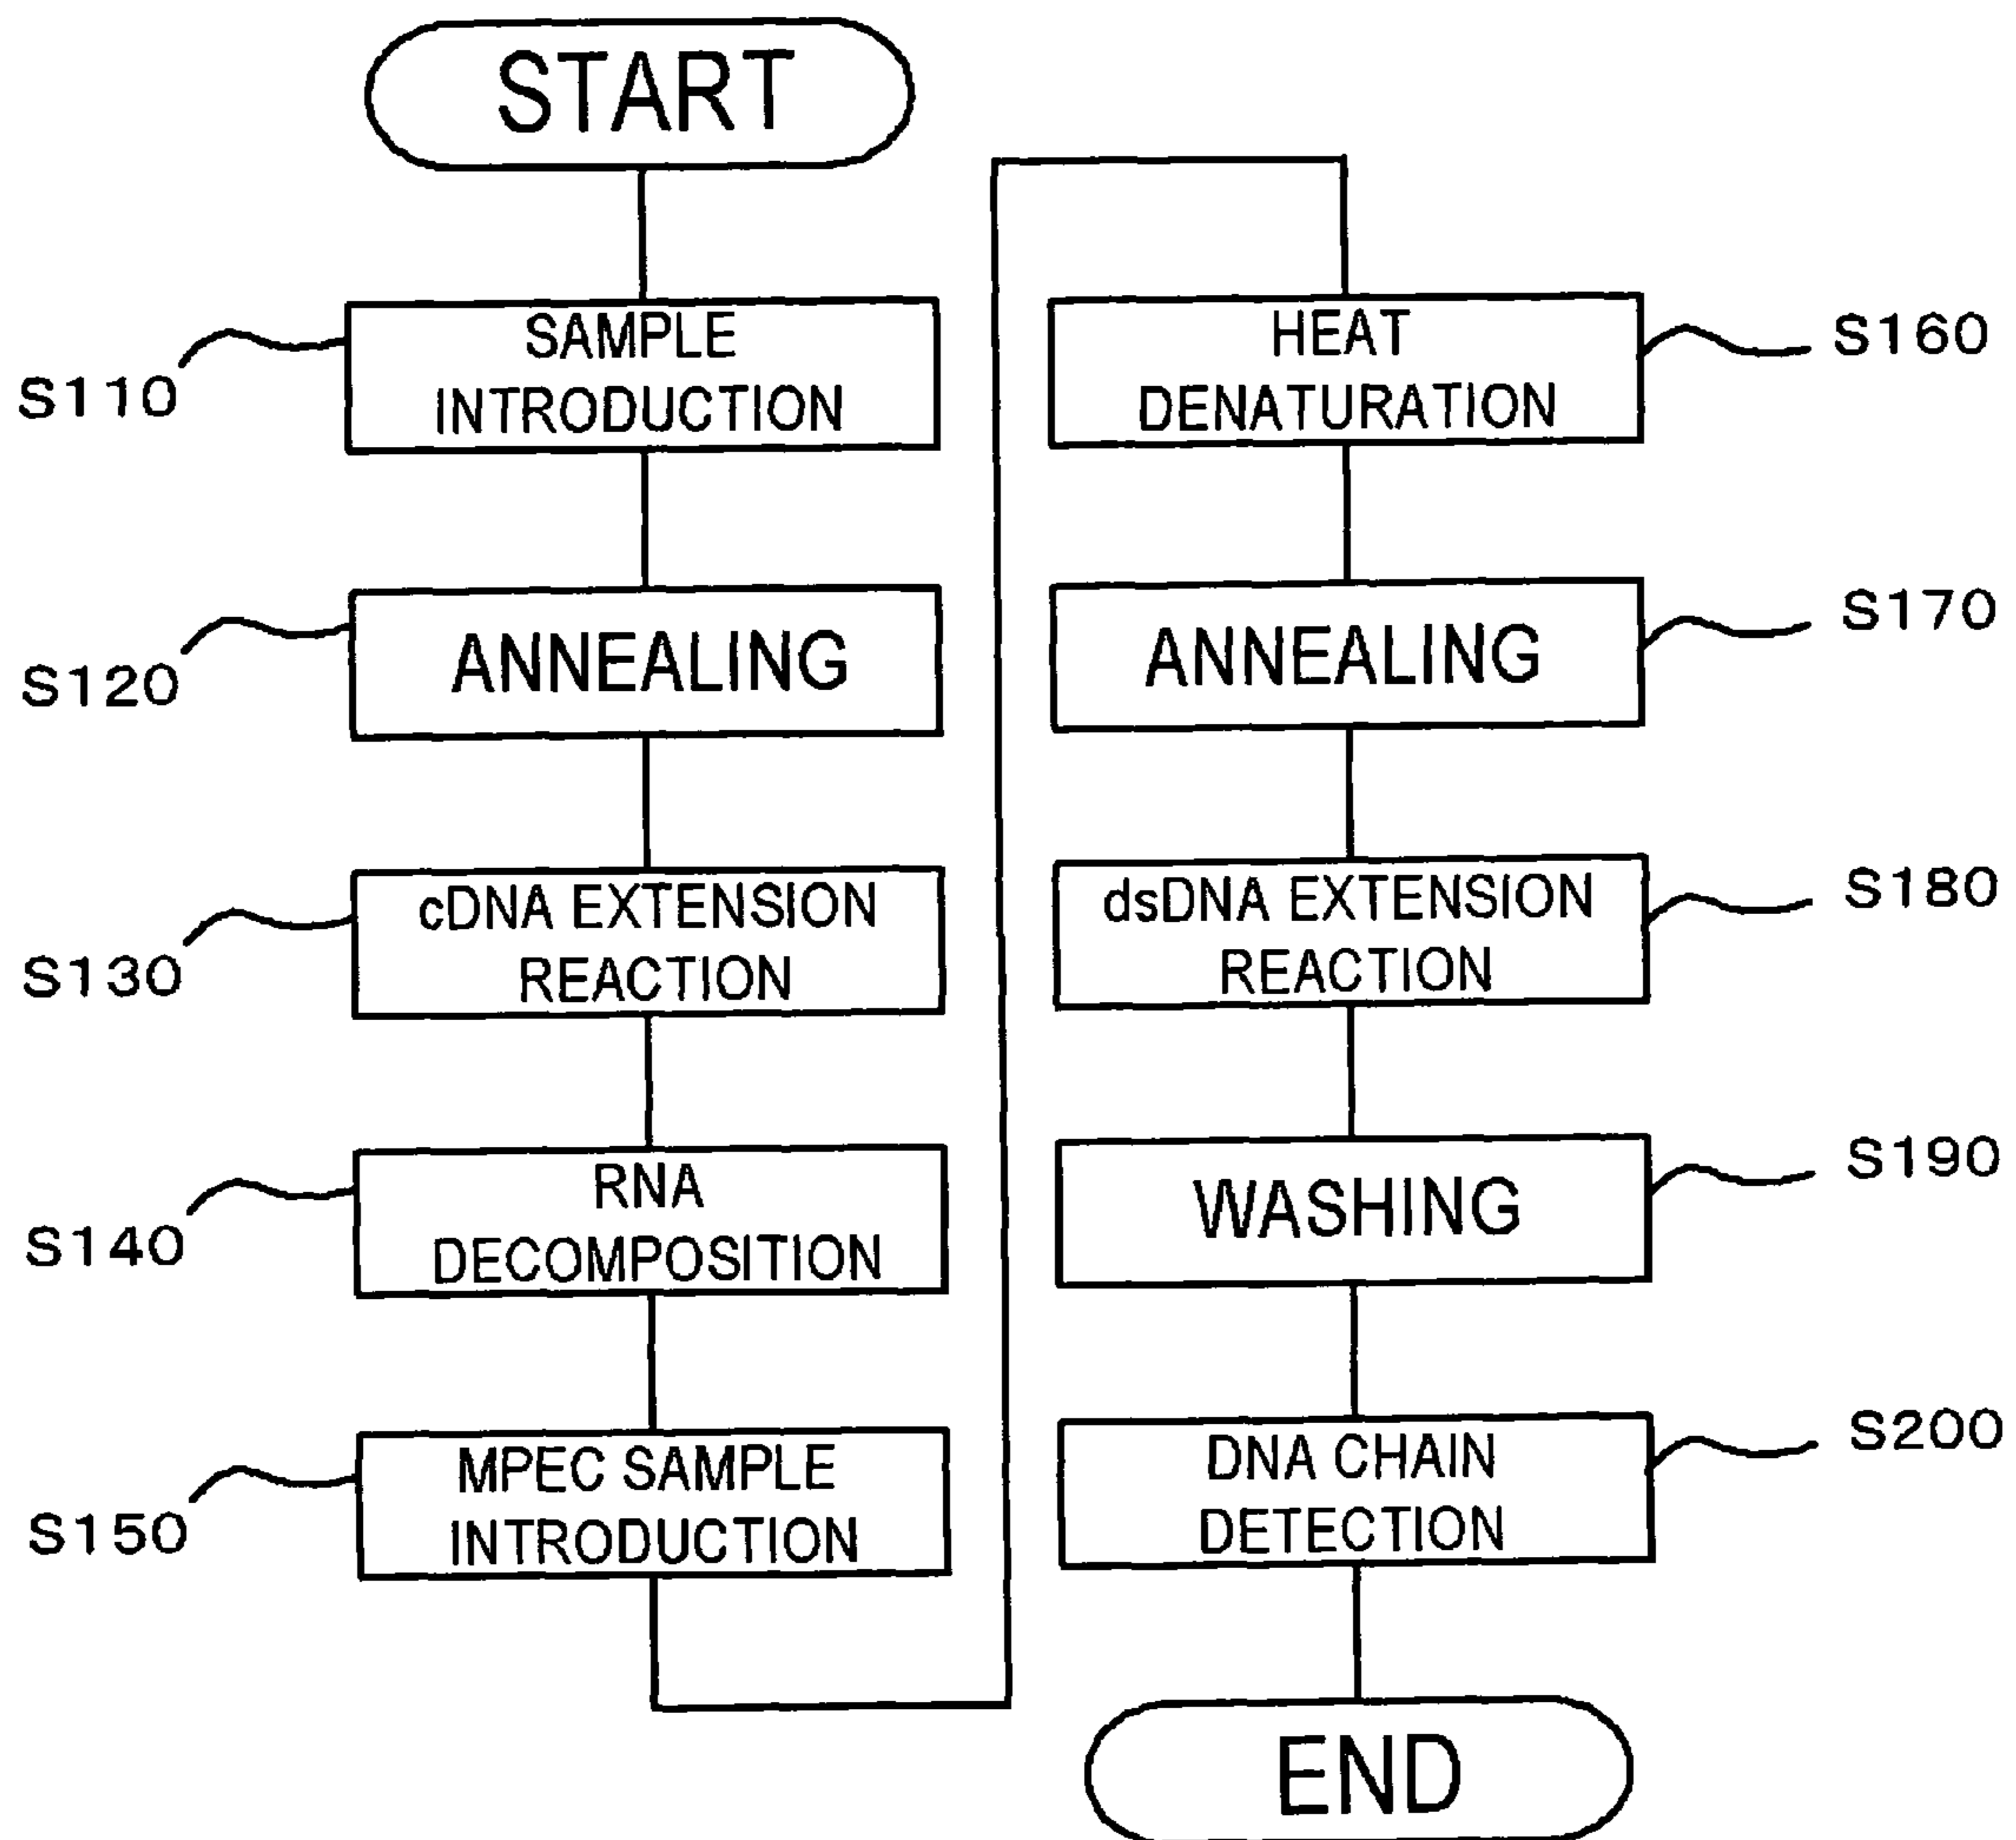 START
S110
SAMPLE
INTRODUCTION
S120
ANNEALING
S130
cDNA EXTENSION
REACTION
S140
RNA
DECOMPOSITION
S150
MPEC SAMPLE
INTRODUCTION
HEAT
DENATURATION
S160
ANNEALING
S170
dsDNA EXTENSION
REACTION
S180
WASHING
S190
DNA CHAIN
DETECTION
S200
END